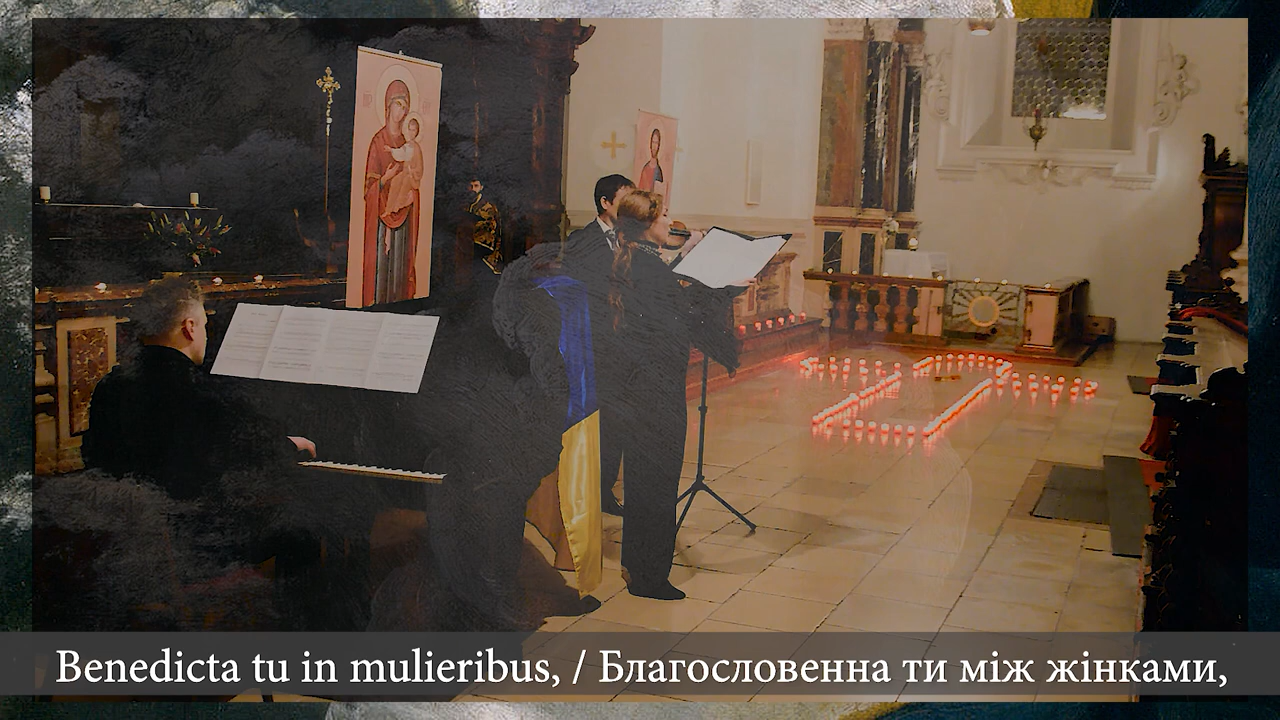 Benedicta tu in mulieribus, / Благословенна ти між жінками,